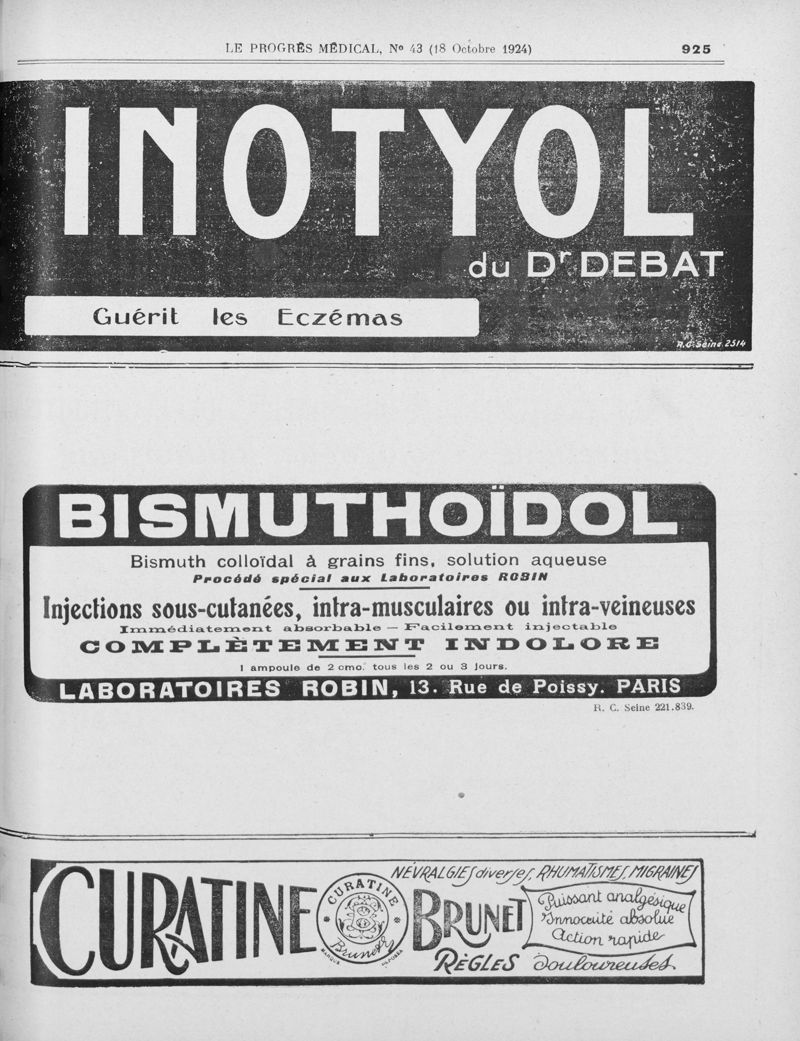 LE PROGRÈS MÉDICAL, No 43 (18 Octobre 1924) 925
INOTYOL
du Dr DEBAT
Guérit les Eczémas
R.C. Seine 2514
BISMUTHOÏDOL
Bismuth colloïdal à grains fins, solution aqueuse
Procédé spécial aux Laboratoires ROBIN
Injections sous-cutanées, intra-musculaires ou intra-veineuses
Immédiatement absorbable — Facilement injectable
COMPLÈTEMENT INDOLORE
1 ampoule de 2 cmc. tous les 2 ou 3 jours.
LABORATOIRES ROBIN, 13. Rue de Poissy. PARIS
R. C. Seine 221.839.
NÉVRALGIES diverses, RHUMATISMES, MIGRAINES
CURATINE
CURATINE
Brunet
MARQUE DÉPOSÉE
BRUNET
Puissant analgésique
Innocuité absolue
Action rapide
RÈGLES douloureuses.